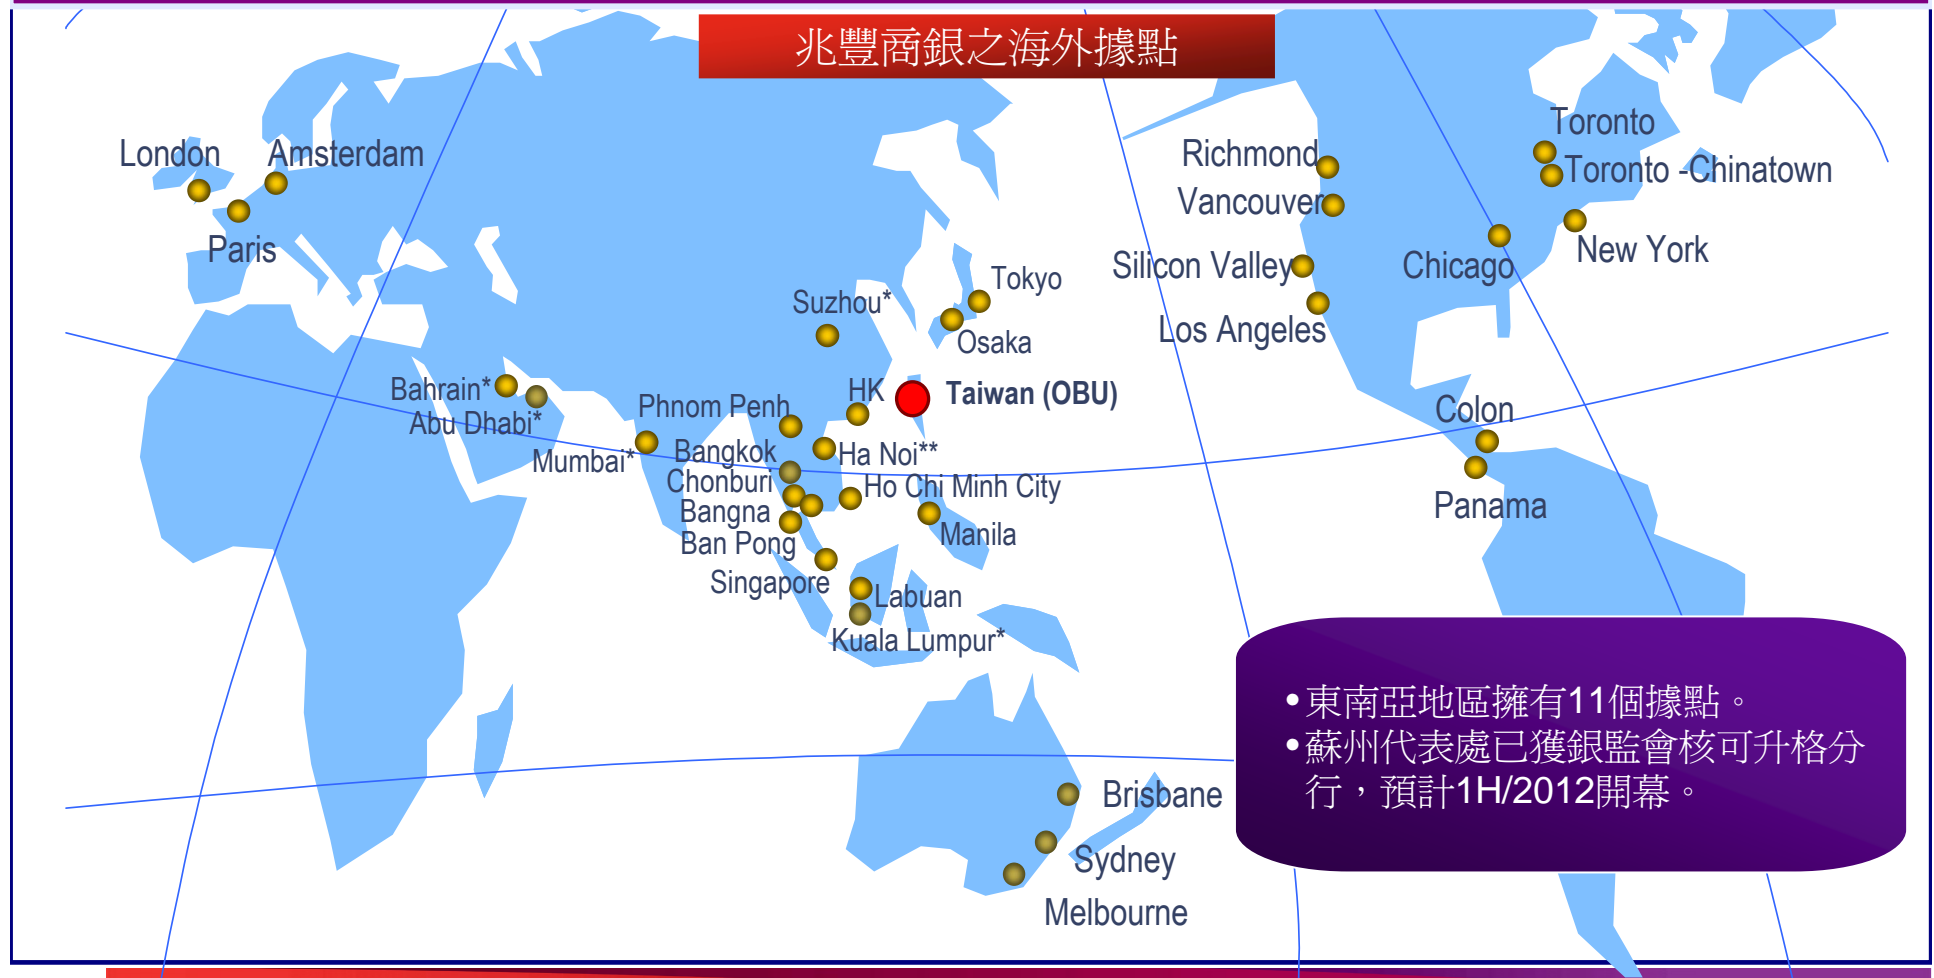 兆豐商銀之海外據點
London
Amsterdam
Paris
Richmond
Vancouver
Silicon Valley
Los Angeles
Toronto
Toronto -Chinatown
Chicago
New York
Tokyo
Suzhou*
Osaka
Bahrain*
Abu Dhabi*
Mumbai*
HK
Taiwan (OBU)
Phnom Penh
Bangkok
Ha Noi**
Chonburi
Ho Chi Minh City
Bangna
Ban Pong
Manila
Singapore
Labuan
Kuala Lumpur*
Colon
Panama
Brisbane
Sydney
Melbourne
•東南亞地區擁有11個據點。
•蘇州代表處已獲銀監會核可升格分
行，預計1H/2012開幕。